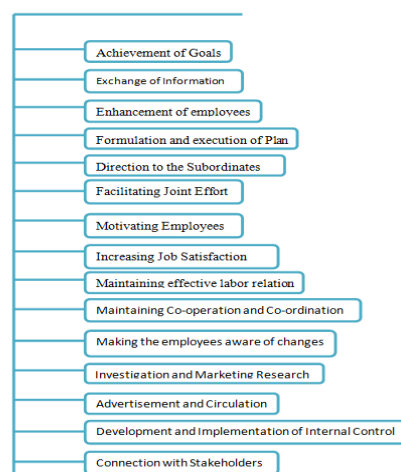 Achievement of Goals
Exchange of Information
Enhancement of employees
Formulation and execution of Plan
Direction to the Subordinates
Facilitating Joint Effort
Motivating Employees
Increasing Job Satisfaction
Maintaining effective labor relation
Maintaining Co-operation and Co-ordination
Making the employees aware of changes
Investigation and Marketing Research
Advertisement and Circulation
Development and Implementation of Internal Control
Connection with Stakeholders